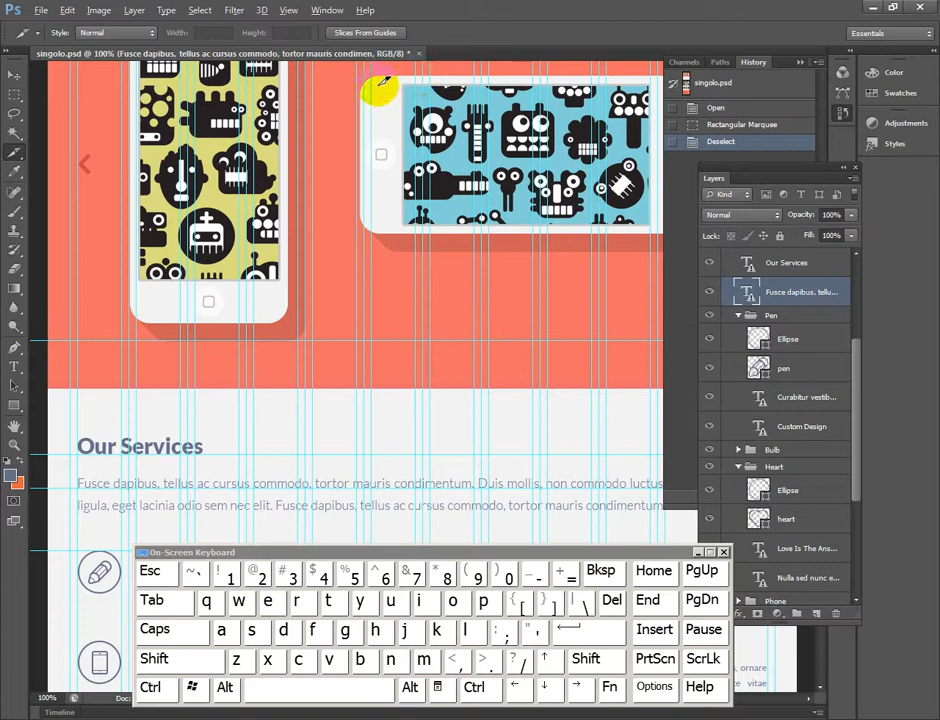 Ps File Edit Image Layer Type Select Filter 3D View Window Help
Style: Normal Width: Height: Slices From Guides Essentials
singolo.psd @ 100% (Fusce dapibus, tellus ac cursus commodo, tortor mauris condimen, RGB/8) * ×
Channels Paths History
singolo.psd
Open
Rectangular Marquee
Deselect
Color
Swatches
Adjustments
Styles
Layers
Kind
Normal Opacity: 100%
Lock: Fill: 100%
Our Services
Fusce dapibus, tellu...
Pen
Ellipse
pen
Curabitur vestib...
Custom Design
Bulb
Heart
Ellipse
heart
Love Is The Ans...
Nulla sed nunc e...
Phone
fx.
Our Services
Fusce dapibus, tellus ac cursus commodo, tortor mauris condimentum. Duis mollis, non commodo luctus
ligula, eget lacinia odio sem nec elit. Fusce dapibus, tellus ac cursus commodo, tortor mauris condimentum
On-Screen Keyboard
Esc ~ ` ! 1 @ 2 # 3 $ 4 % 5 ^ 6 & 7 * 8 ( 9 ) 0 _ - + = Bksp Home PgUp
Tab q w e r t y u i o p { [ } ] | \ Del End PgDn
Caps a s d f g h j k l : ; " ' Insert Pause
Shift z x c v b n m < , > . ? / ↑ Shift PrtScn ScrLk
Ctrl Alt Alt Ctrl ← ↓ → Fn Options Help
ornare
vitae
100% Doc:
Timeline